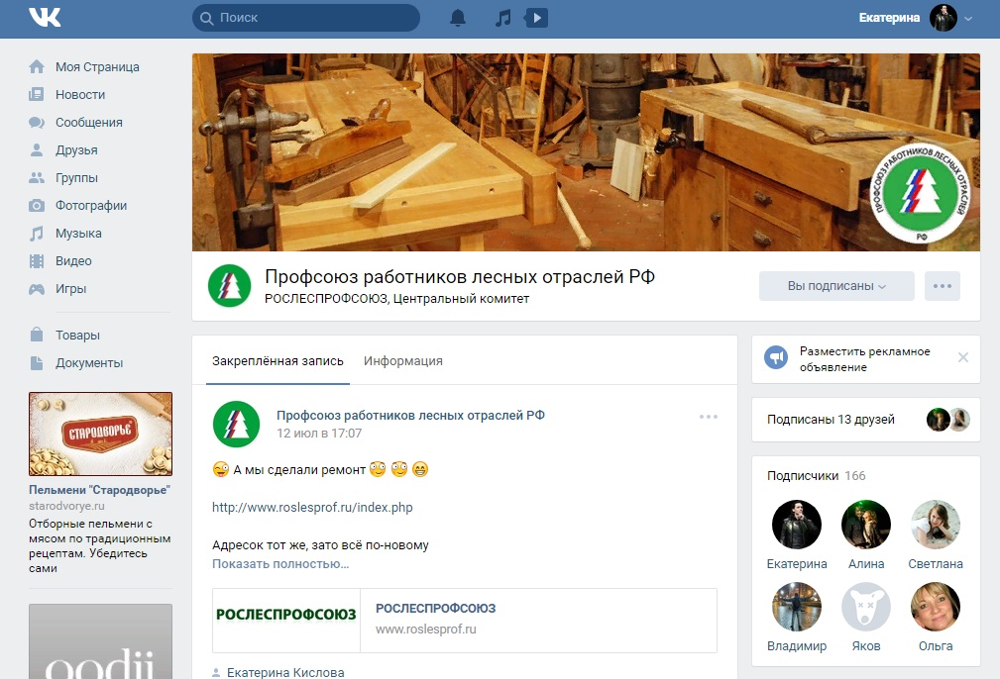 Поиск
Екатерина
Моя Страница
Новости
Сообщения
Друзья
Группы
Фотографии
Музыка
Видео
Игры
Товары
Документы
СТАРОДВОРЬЕ
Пельмени "Стародворье"
starodvorye.ru
Отборные пельмени с
мясом по традиционным
рецептам. Убедитесь
сами
oodji
ПРОФСОЮЗ РАБОТНИКОВ ЛЕСНЫХ ОТРАСЛЕЙ
РФ
Профсоюз работников лесных отраслей РФ
РОСЛЕСПРОФСОЮЗ, Центральный комитет
Вы подписаны
Закреплённая запись
Информация
Профсоюз работников лесных отраслей РФ
12 июл в 17:07
😜 А мы сделали ремонт 🙄 🙄 😁
http://www.roslesprof.ru/index.php
Адресок тот же, зато всё по-новому
Показать полностью…
РОСЛЕСПРОФСОЮЗ
РОСЛЕСПРОФСОЮЗ
www.roslesprof.ru
Екатерина Кислова
Разместить рекламное
объявление
Подписаны 13 друзей
Подписчики 166
Екатерина
Алина
Светлана
Владимир
Яков
Ольга